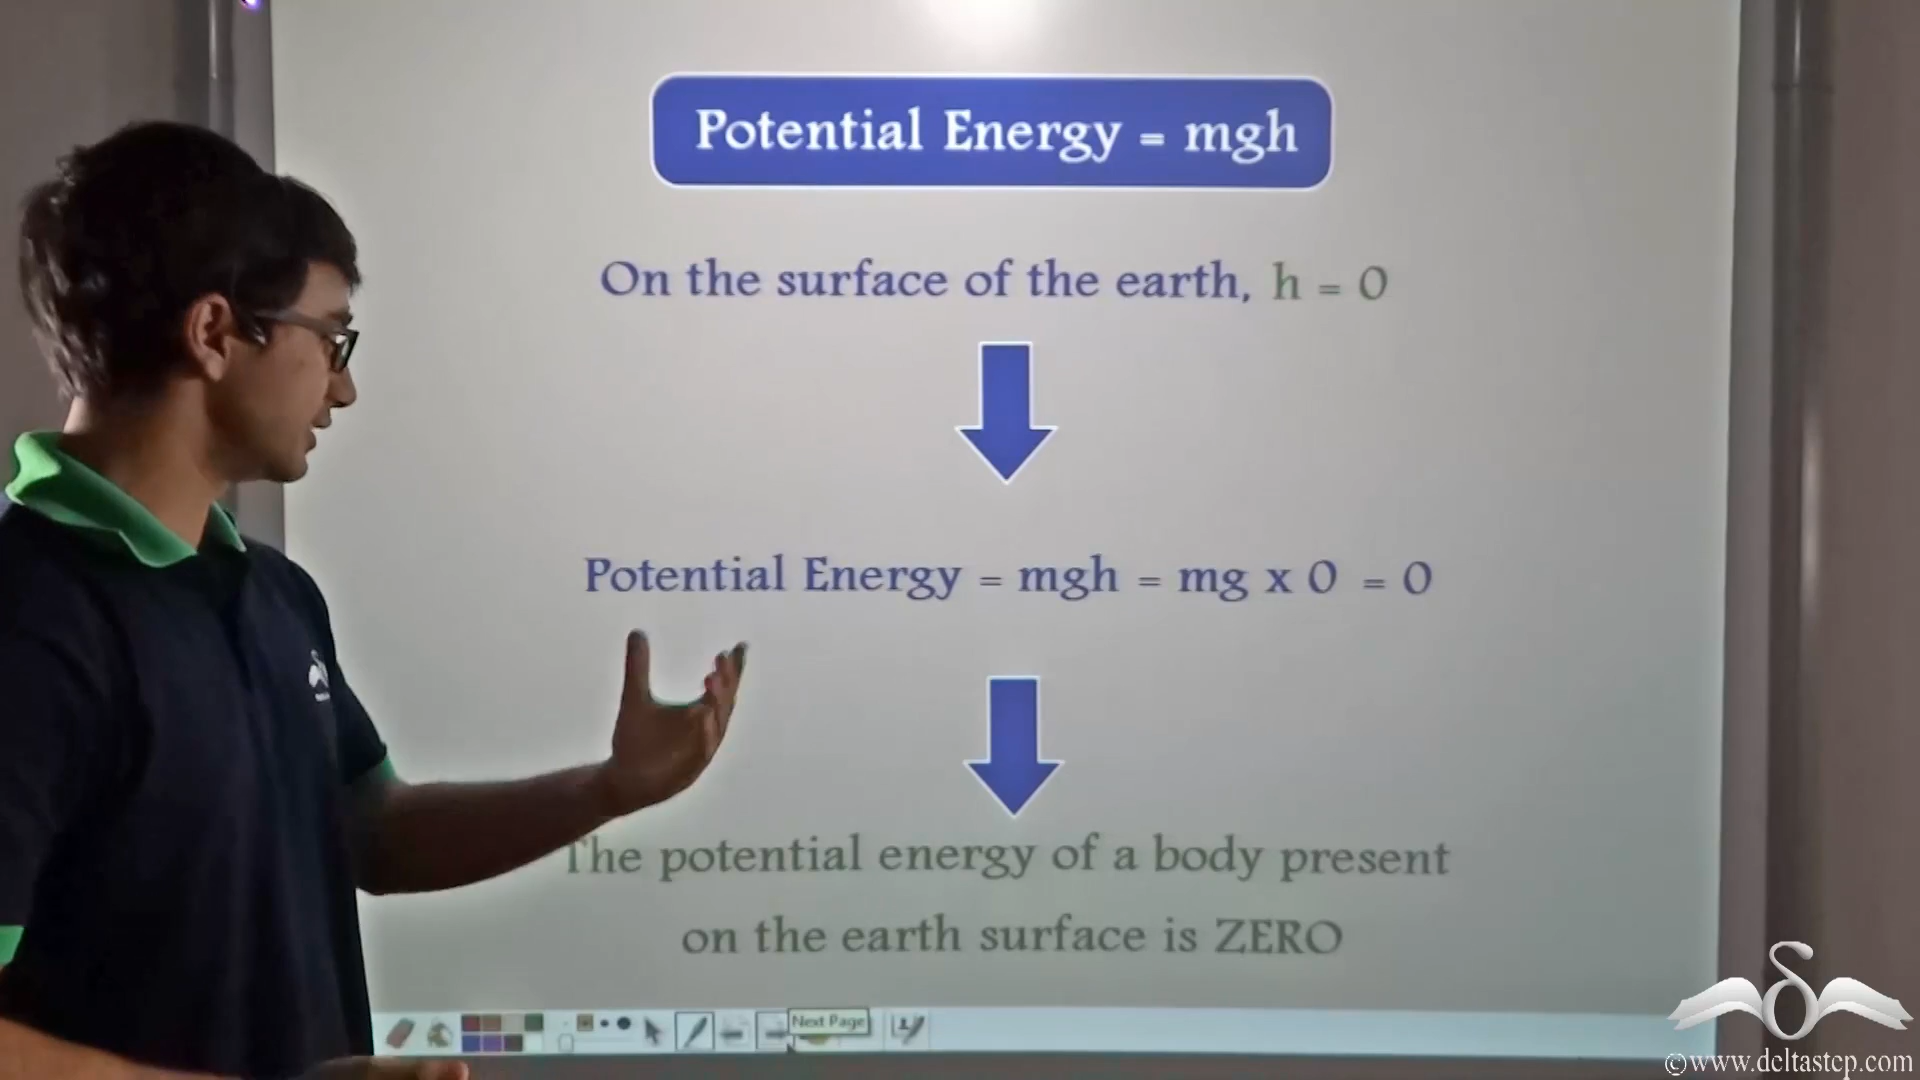 Potential Energy = mgh
On the surface of the earth, h = 0
Potential Energy = mgh = mg x 0 = 0
The potential energy of a body present
on the earth surface is ZERO
Next Page
©www.deltastep.com